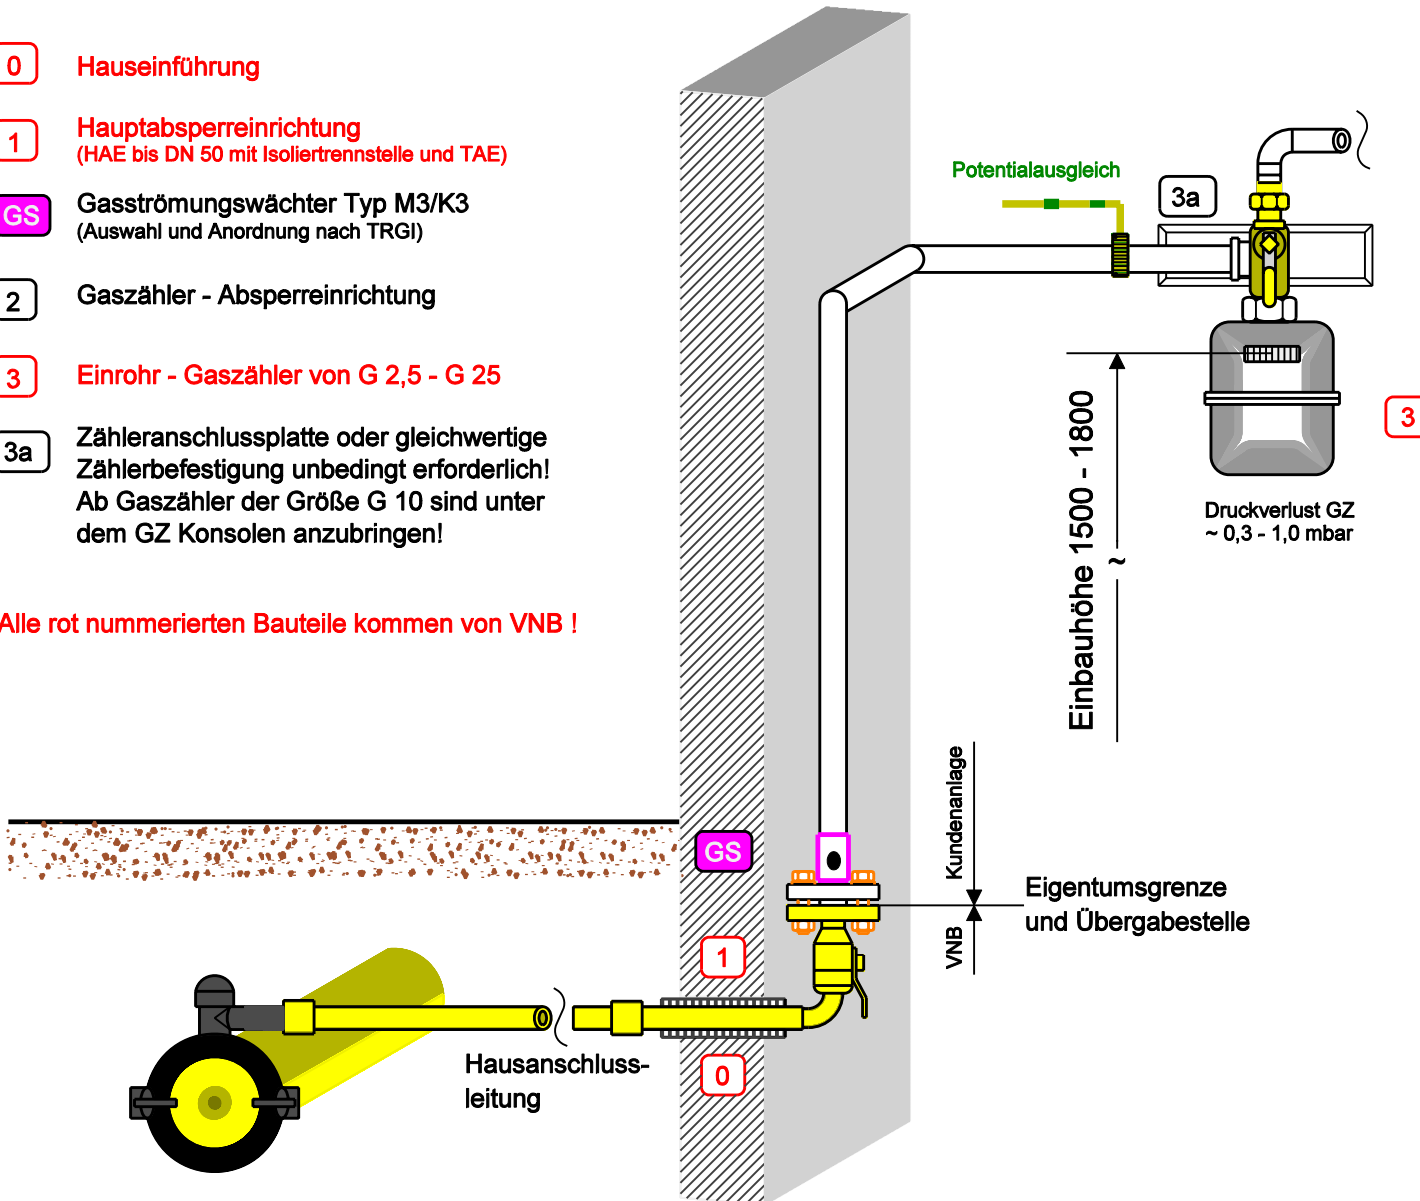 0 Hauseinführung
1 Hauptabsperreinrichtung
(HAE bis DN 50 mit Isoliertrennstelle und TAE)
GS Gasströmungswächter Typ M3/K3
(Auswahl und Anordnung nach TRGI)
2 Gaszähler - Absperreinrichtung
3 Einrohr - Gaszähler von G 2,5 - G 25
3a Zähleranschlussplatte oder gleichwertige
Zählerbefestigung unbedingt erforderlich!
Ab Gaszähler der Größe G 10 sind unter
dem GZ Konsolen anzubringen!
Alle rot nummerierten Bauteile kommen von VNB !
Potentialausgleich
3a
3
Druckverlust GZ
~ 0,3 - 1,0 mbar
Einbauhöhe 1500 - 1800
~
Kundenanlage
VNB
Eigentumsgrenze
und Übergabestelle
GS
1
0
Hausanschluss-
leitung